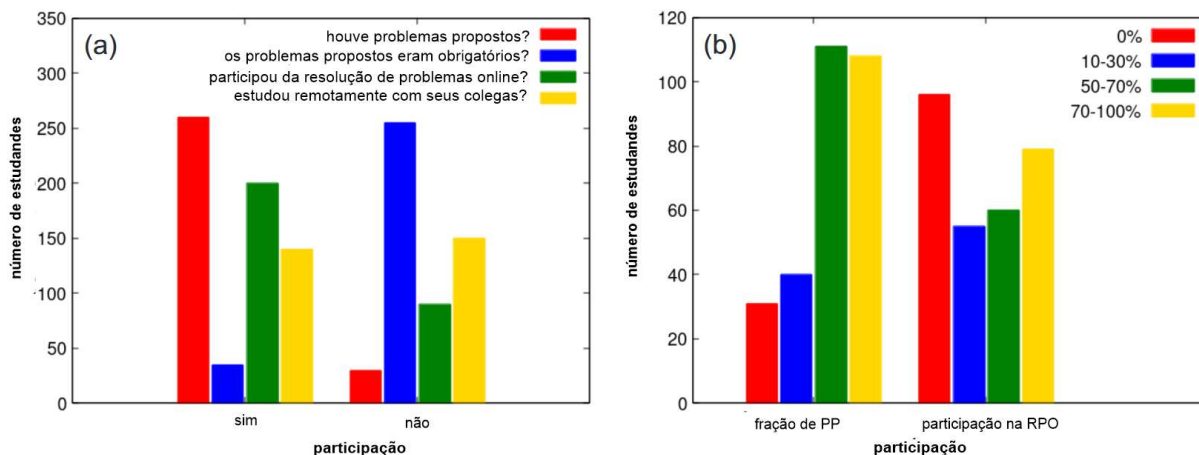 (a)
houve problemas propostos?
os problemas propostos eram obrigatórios?
participou da resolução de problemas online?
estudou remotamente com seus colegas?
350
300
250
200
150
100
50
0
número de estudandes
sim
não
participação
(b)
0%
10-30%
50-70%
70-100%
120
100
80
60
40
20
0
número de estudandes
fração de PP
participação na RPO
participação